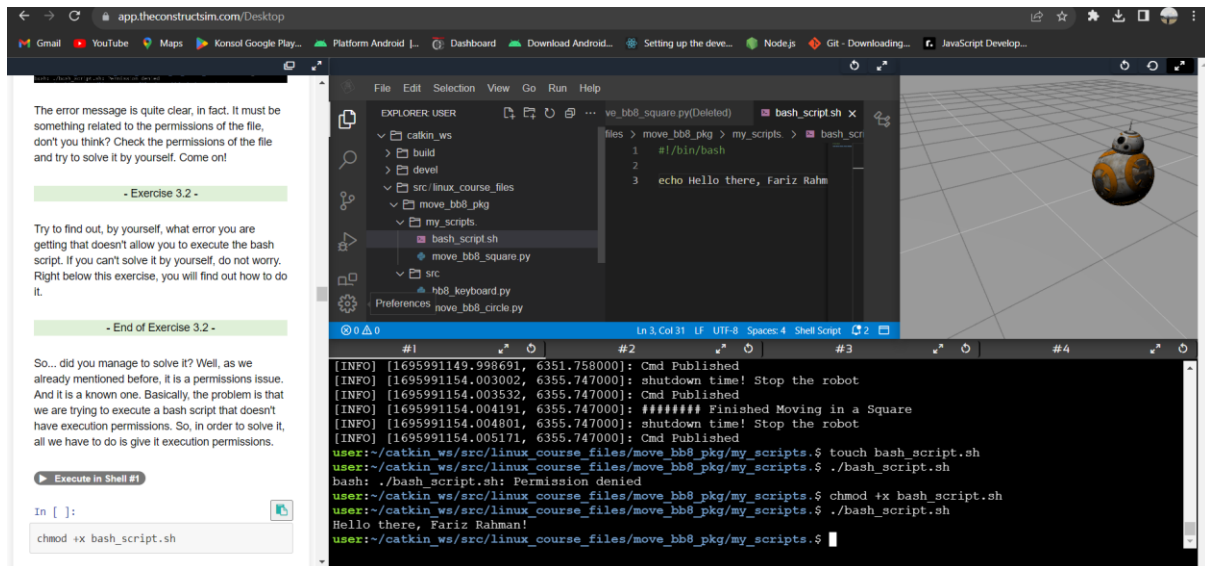 app.theconstructsim.com/Desktop
Gmail YouTube Maps Konsol Google Play... Platform Android |... Dashboard Download Android... Setting up the deve... Node.js Git - Downloading... JavaScript Develop...
The error message is quite clear, in fact. It must be
something related to the permissions of the file,
don't you think? Check the permissions of the file
and try to solve it by yourself. Come on!
- Exercise 3.2 -
Try to find out, by yourself, what error you are
getting that doesn't allow you to execute the bash
script. If you can't solve it by yourself, do not worry.
Right below this exercise, you will find out how to do
it.
- End of Exercise 3.2 -
So... did you manage to solve it? Well, as we
already mentioned before, it is a permissions issue.
And it is a known one. Basically, the problem is that
we are trying to execute a bash script that doesn't
have execution permissions. So, in order to solve it,
all we have to do is give it execution permissions.
Execute in Shell #1
In [ ]:
chmod +x bash_script.sh
File Edit Selection View Go Run Help
EXPLORER: USER
catkin_ws
build
devel
src/linux_course_files
move_bb8_pkg
my_scripts.
bash_script.sh
move_bb8_square.py
src
bb8_keyboard.py
Preferences
move_bb8_circle.py
ve_bb8_square.py(Deleted) bash_script.sh
files > move_bb8_pkg > my_scripts. > bash_scri
1 #!/bin/bash
2
3 echo Hello there, Fariz Rahm
0 0 Ln 3, Col 31 LF UTF-8 Spaces: 4 Shell Script 2
#1 #2 #3 #4
[INFO] [1695991149.998691, 6351.758000]: Cmd Published
[INFO] [1695991154.003002, 6355.747000]: shutdown time! Stop the robot
[INFO] [1695991154.003532, 6355.747000]: Cmd Published
[INFO] [1695991154.004191, 6355.747000]: ######## Finished Moving in a Square
[INFO] [1695991154.004801, 6355.747000]: shutdown time! Stop the robot
[INFO] [1695991154.005171, 6355.747000]: Cmd Published
user:~/catkin_ws/src/linux_course_files/move_bb8_pkg/my_scripts.$ touch bash_script.sh
user:~/catkin_ws/src/linux_course_files/move_bb8_pkg/my_scripts.$ ./bash_script.sh
bash: ./bash_script.sh: Permission denied
user:~/catkin_ws/src/linux_course_files/move_bb8_pkg/my_scripts.$ chmod +x bash_script.sh
user:~/catkin_ws/src/linux_course_files/move_bb8_pkg/my_scripts.$ ./bash_script.sh
Hello there, Fariz Rahman!
user:~/catkin_ws/src/linux_course_files/move_bb8_pkg/my_scripts.$